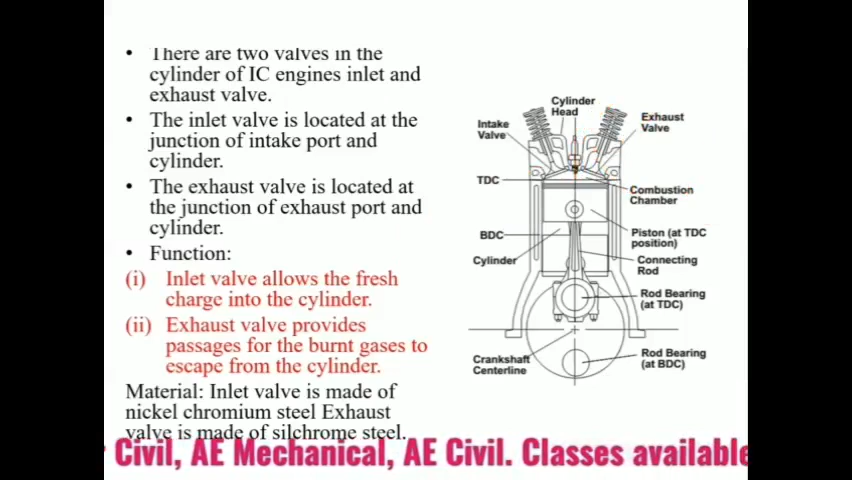 • There are two valves in the
cylinder of IC engines inlet and
exhaust valve.
• The inlet valve is located at the
junction of intake port and
cylinder.
• The exhaust valve is located at
the junction of exhaust port and
cylinder.
• Function:
(i) Inlet valve allows the fresh
charge into the cylinder.
(ii) Exhaust valve provides
passages for the burnt gases to
escape from the cylinder.
Material: Inlet valve is made of
nickel chromium steel Exhaust
valve is made of silchrome steel.
Cylinder
Head
Intake
Valve
Exhaust
Valve
TDC
Combustion
Chamber
BDC
Piston (at TDC
position)
Cylinder
Connecting
Rod
Rod Bearing
(at TDC)
Crankshaft
Centerline
Rod Bearing
(at BDC)
Civil, AE Mechanical, AE Civil. Classes available